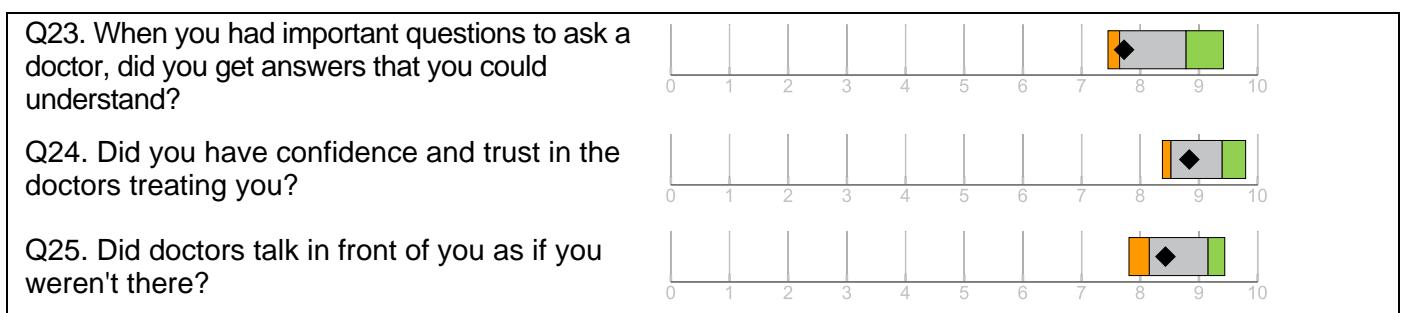 Q23. When you had important questions to ask a
doctor, did you get answers that you could
understand?
0 1 2 3 4 5 6 7 8 9 10
Q24. Did you have confidence and trust in the
doctors treating you?
0 1 2 3 4 5 6 7 8 9 10
Q25. Did doctors talk in front of you as if you
weren't there?
0 1 2 3 4 5 6 7 8 9 10